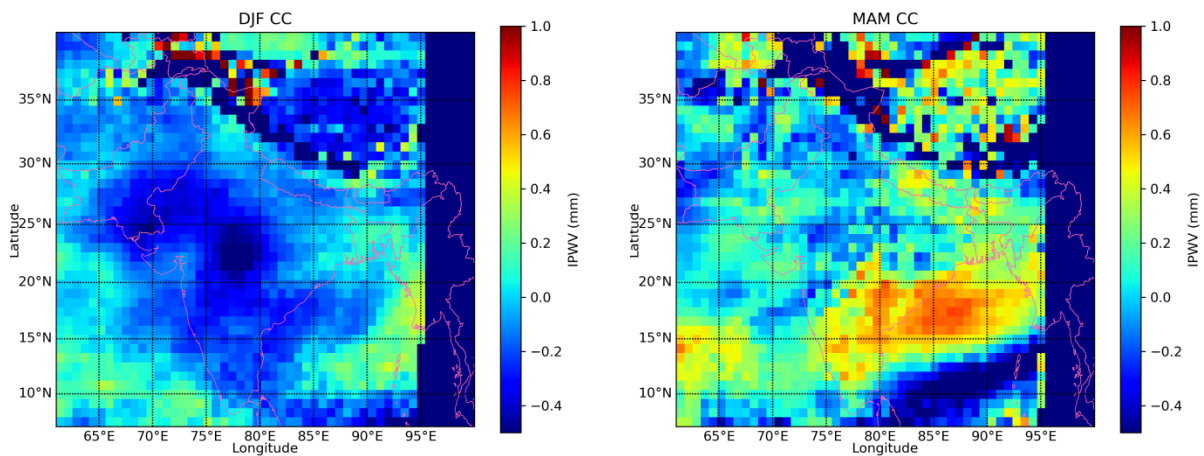 DJF CC
35°N
30°N
25°N
20°N
15°N
10°N
Latitude
65°E 70°E 75°E 80°E 85°E 90°E 95°E
Longitude
1.0
0.8
0.6
0.4
0.2
0.0
−0.2
−0.4
IPWV (mm)
MAM CC
35°N
30°N
25°N
20°N
15°N
10°N
Latitude
65°E 70°E 75°E 80°E 85°E 90°E 95°E
Longitude
1.0
0.8
0.6
0.4
0.2
0.0
−0.2
−0.4
IPWV (mm)